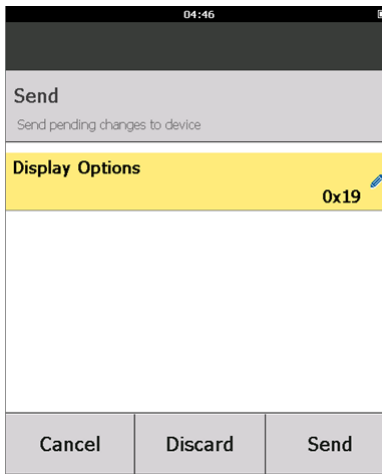 04:46
Send
Send pending changes to device
Display Options
0x19
Cancel Discard Send